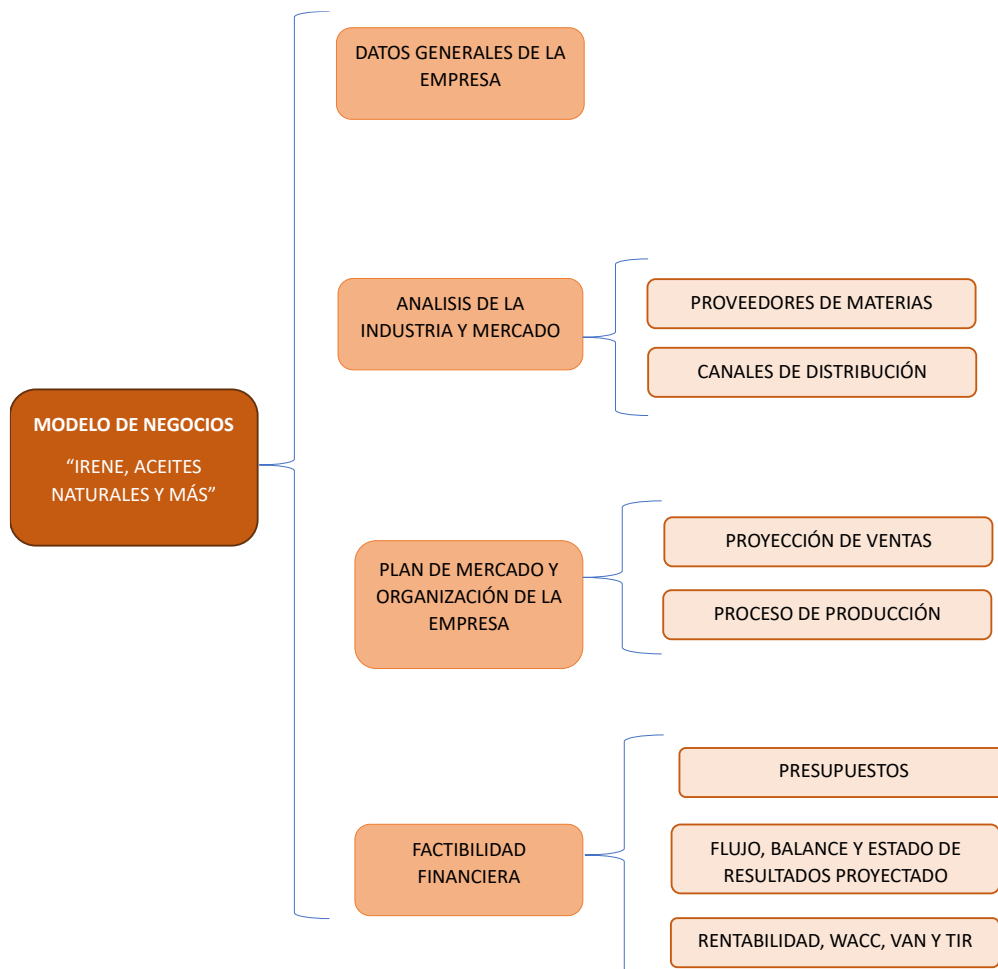 DATOS GENERALES DE LA
EMPRESA
ANALISIS DE LA
INDUSTRIA Y MERCADO
PROVEEDORES DE MATERIAS
CANALES DE DISTRIBUCIÓN
MODELO DE NEGOCIOS
“IRENE, ACEITES
NATURALES Y MÁS”
PLAN DE MERCADO Y
ORGANIZACIÓN DE LA
EMPRESA
PROYECCIÓN DE VENTAS
PROCESO DE PRODUCCIÓN
FACTIBILIDAD
FINANCIERA
PRESUPUESTOS
FLUJO, BALANCE Y ESTADO DE
RESULTADOS PROYECTADO
RENTABILIDAD, WACC, VAN Y TIR